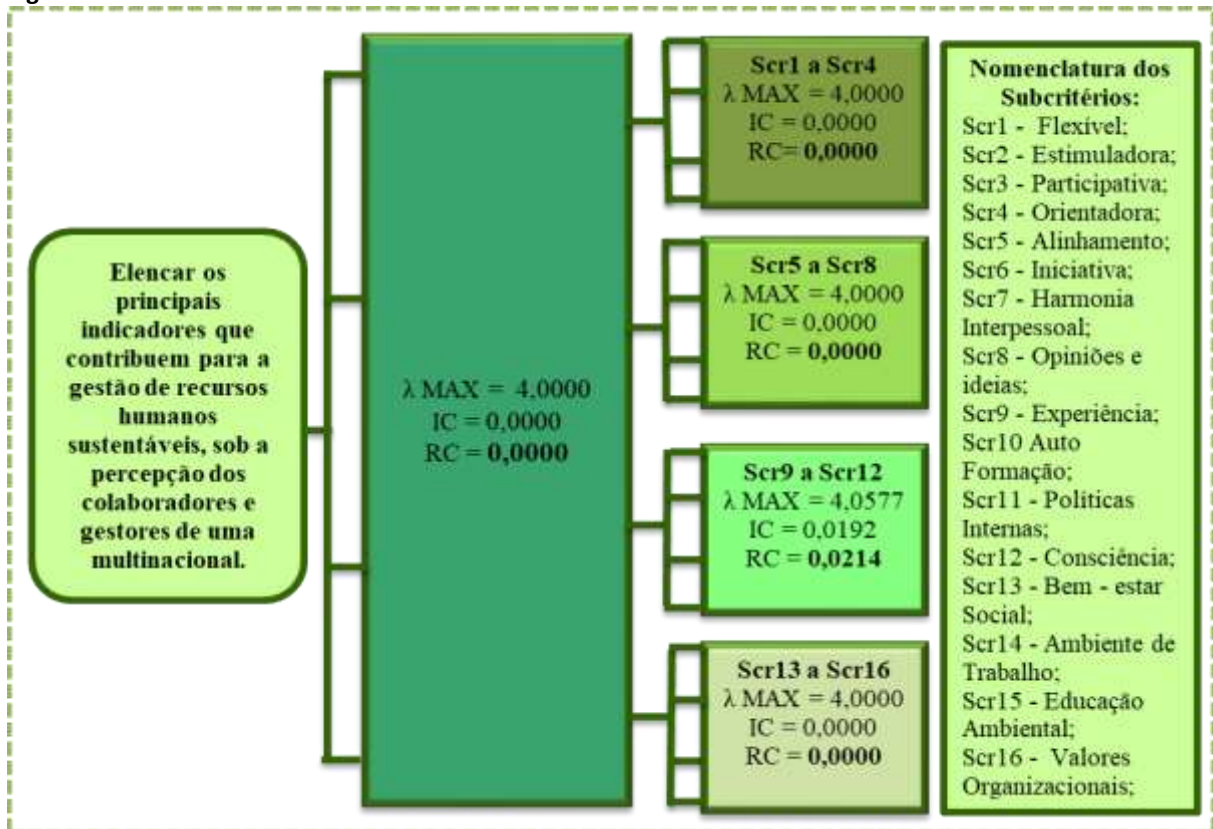 Elencar os
principais
indicadores que
contribuem para a
gestão de recursos
humanos
sustentáveis, sob a
percepção dos
colaboradores e
gestores de uma
multinacional.
λ MAX = 4,0000
IC = 0,0000
RC = 0,0000
Scr1 a Scr4
λ MAX = 4,0000
IC = 0,0000
RC= 0,0000
Scr5 a Scr8
λ MAX = 4,0000
IC = 0,0000
RC = 0,0000
Scr9 a Scr12
λ MAX = 4,0577
IC = 0,0192
RC = 0,0214
Scr13 a Scr16
λ MAX = 4,0000
IC = 0,0000
RC = 0,0000
Nomenclatura dos
Subcritérios:
Scr1 - Flexível;
Scr2 - Estimuladora;
Scr3 - Participativa;
Scr4 - Orientadora;
Scr5 - Alinhamento;
Scr6 - Iniciativa;
Scr7 - Harmonia
Interpessoal;
Scr8 - Opiniões e
ideias;
Scr9 - Experiência;
Scr10 Auto
Formação;
Scr11 - Políticas
Internas;
Scr12 - Consciência;
Scr13 - Bem - estar
Social;
Scr14 - Ambiente de
Trabalho;
Scr15 - Educação
Ambiental;
Scr16 - Valores
Organizacionais;